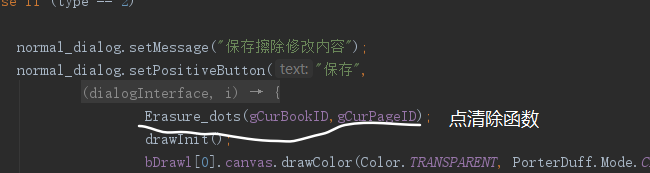 se if (type == 2)
normal_dialog.setMessage("保存擦除修改内容");
normal_dialog.setPositiveButton( text: "保存",
(dialogInterface, i) → {
Erasure_dots(gCurBookID,gCurPageID); 点清除函数
drawInit();
bDrawl[0].canvas.drawColor(Color.TRANSPARENT, PorterDuff.Mode.C